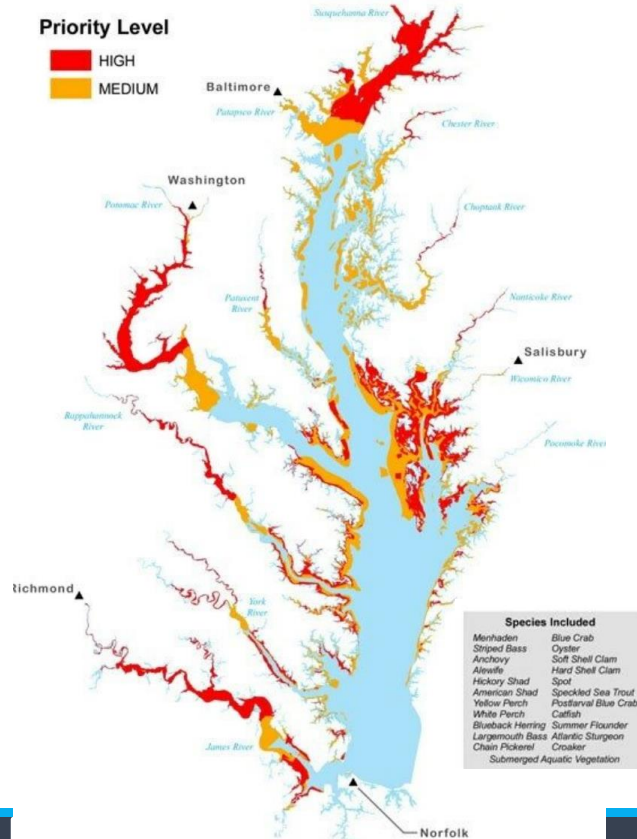 Priority Level
HIGH
MEDIUM
Susquehanna River
Baltimore
Patapsco River
Chester River
Washington
Potomac River
Choptank River
Patuxent
River
Nanticoke River
Salisbury
Wicomico River
Rappahannock
River
Pocomoke River
Richmond
York
River
James River
Norfolk
Species Included
Menhaden Blue Crab
Striped Bass Oyster
Anchovy Soft Shell Clam
Alewife Hard Shell Clam
Hickory Shad Spot
American Shad Speckled Sea Trout
Yellow Perch Postlarval Blue Crab
White Perch Catfish
Blueback Herring Summer Flounder
Largemouth Bass Atlantic Sturgeon
Chain Pickerel Croaker
Submerged Aquatic Vegetation